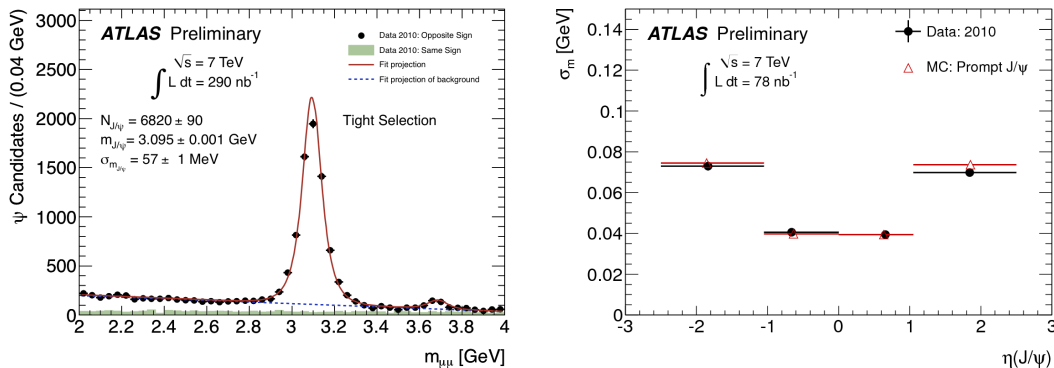 ψ Candidates / (0.04 GeV)
3000
2500
2000
1500
1000
500
0
ATLAS Preliminary
√s = 7 TeV
∫ L dt = 290 nb⁻¹
N_J/ψ = 6820 ± 90
m_J/ψ = 3.095 ± 0.001 GeV
σ_m_J/ψ = 57 ± 1 MeV
Data 2010: Opposite Sign
Data 2010: Same Sign
Fit projection
Fit projection of background
Tight Selection
2 2.2 2.4 2.6 2.8 3 3.2 3.4 3.6 3.8 4
m_μμ [GeV]
σ_m [GeV]
0.14
0.12
0.1
0.08
0.06
0.04
0.02
0
ATLAS Preliminary
√s = 7 TeV
∫ L dt = 78 nb⁻¹
Data: 2010
MC: Prompt J/ψ
-3 -2 -1 0 1 2 3
η(J/ψ)